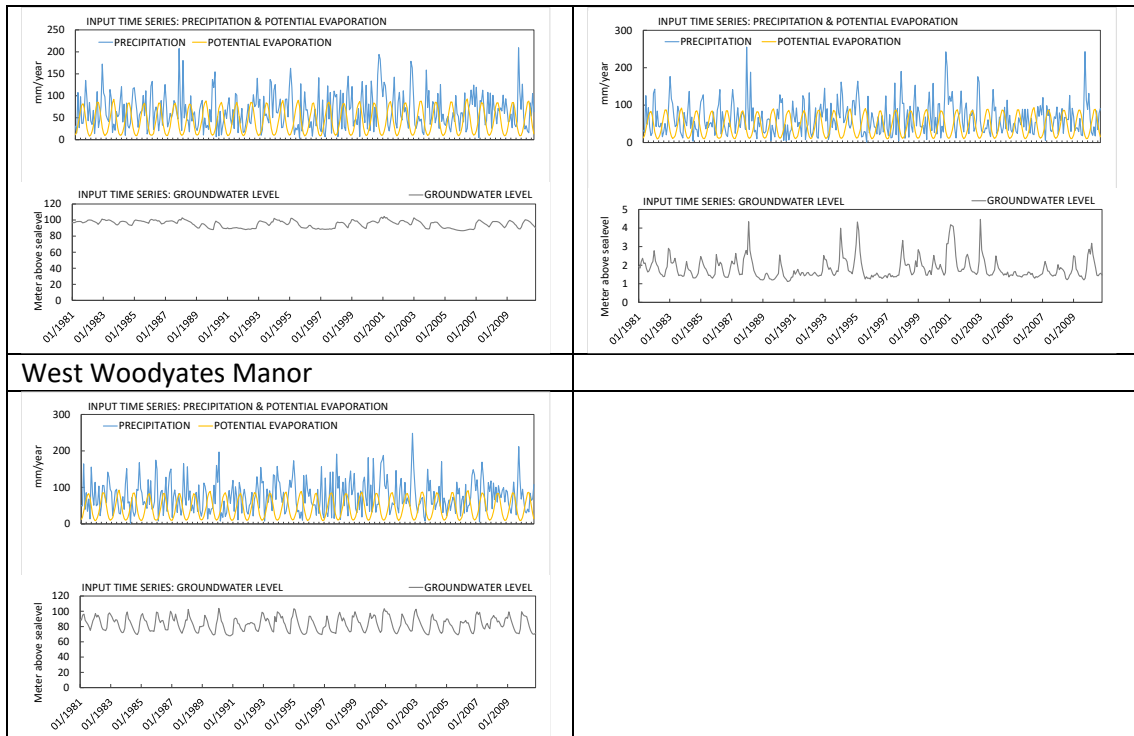 INPUT TIME SERIES: PRECIPITATION & POTENTIAL EVAPORATION
PRECIPITATION POTENTIAL EVAPORATION
mm/year
250
200
150
100
50
0
INPUT TIME SERIES: GROUNDWATER LEVEL GROUNDWATER LEVEL
Meter above sealevel
120
100
80
60
40
20
0
01/1981 01/1983 01/1985 01/1987 01/1989 01/1991 01/1993 01/1995 01/1997 01/1999 01/2001 01/2003 01/2005 01/2007 01/2009
INPUT TIME SERIES: PRECIPITATION & POTENTIAL EVAPORATION
PRECIPITATION POTENTIAL EVAPORATION
mm/year
300
200
100
0
INPUT TIME SERIES: GROUNDWATER LEVEL GROUNDWATER LEVEL
Meter above sealevel
5
4
3
2
1
0
01/1981 01/1983 01/1985 01/1987 01/1989 01/1991 01/1993 01/1995 01/1997 01/1999 01/2001 01/2003 01/2005 01/2007 01/2009
West Woodyates Manor
INPUT TIME SERIES: PRECIPITATION & POTENTIAL EVAPORATION
PRECIPITATION POTENTIAL EVAPORATION
mm/year
300
200
100
0
INPUT TIME SERIES: GROUNDWATER LEVEL GROUNDWATER LEVEL
Meter above sealevel
120
100
80
60
40
20
0
01/1981 01/1983 01/1985 01/1987 01/1989 01/1991 01/1993 01/1995 01/1997 01/1999 01/2001 01/2003 01/2005 01/2007 01/2009